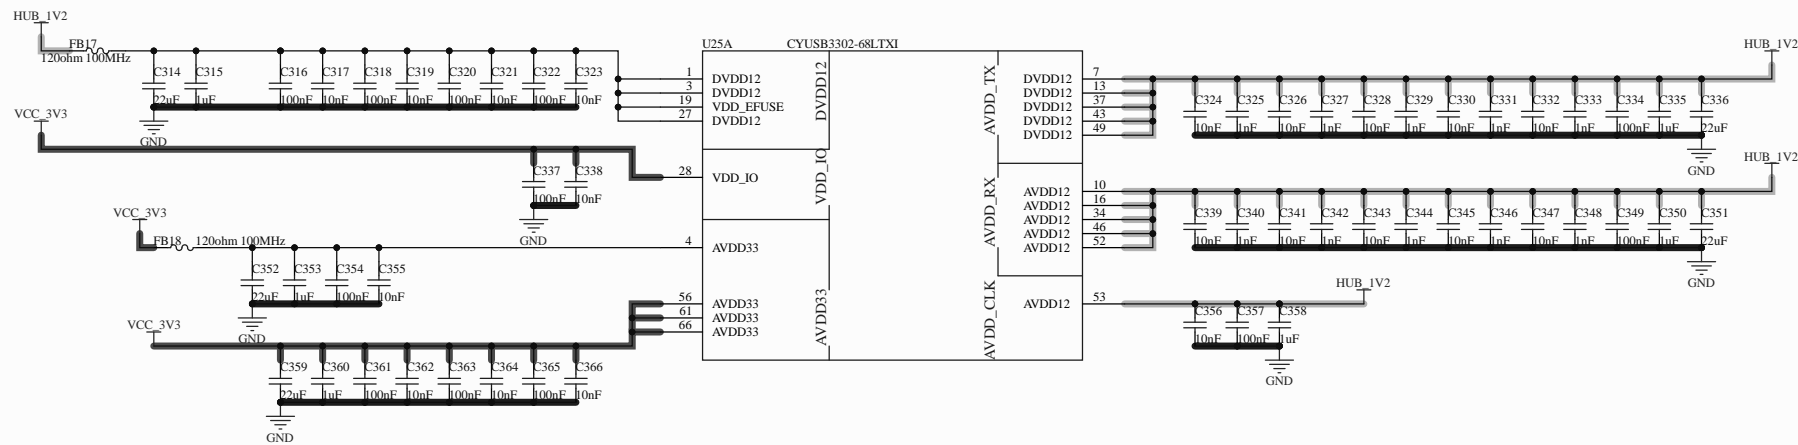 HUB_1V2
FB17
120ohm 100MHz
C314 C315 C316 C317 C318 C319 C320 C321 C322 C323
22uF 1uF 100nF 10nF 100nF 10nF 100nF 10nF 100nF 10nF
GND
VCC_3V3
C337 C338
100nF 10nF
GND
VCC_3V3
FB18 120ohm 100MHz
C352 C353 C354 C355
22uF 1uF 100nF 10nF
GND
VCC_3V3
C359 C360 C361 C362 C363 C364 C365 C366
22uF 1uF 100nF 10nF 100nF 10nF 100nF 10nF
GND
U25A CYUSB3302-68LTXI
1 DVDD12
3 DVDD12
19 VDD_EFUSE
27 DVDD12
DVDD12
28 VDD_IO
VDD_IO
4 AVDD33
56 AVDD33
61 AVDD33
66 AVDD33
AVDD33
AVDD_TX
DVDD12 7
DVDD12 13
DVDD12 37
DVDD12 43
DVDD12 49
AVDD_RX
AVDD12 10
AVDD12 16
AVDD12 34
AVDD12 46
AVDD12 52
AVDD_CLK
AVDD12 53
HUB_1V2
C324 C325 C326 C327 C328 C329 C330 C331 C332 C333 C334 C335 C336
10nF 1nF 10nF 1nF 10nF 1nF 10nF 1nF 10nF 1nF 100nF 1uF 22uF
GND
HUB_1V2
C339 C340 C341 C342 C343 C344 C345 C346 C347 C348 C349 C350 C351
10nF 1nF 10nF 1nF 10nF 1nF 10nF 1nF 10nF 1nF 100nF 1uF 22uF
GND
HUB_1V2
C356 C357 C358
10nF 100nF 1uF
GND